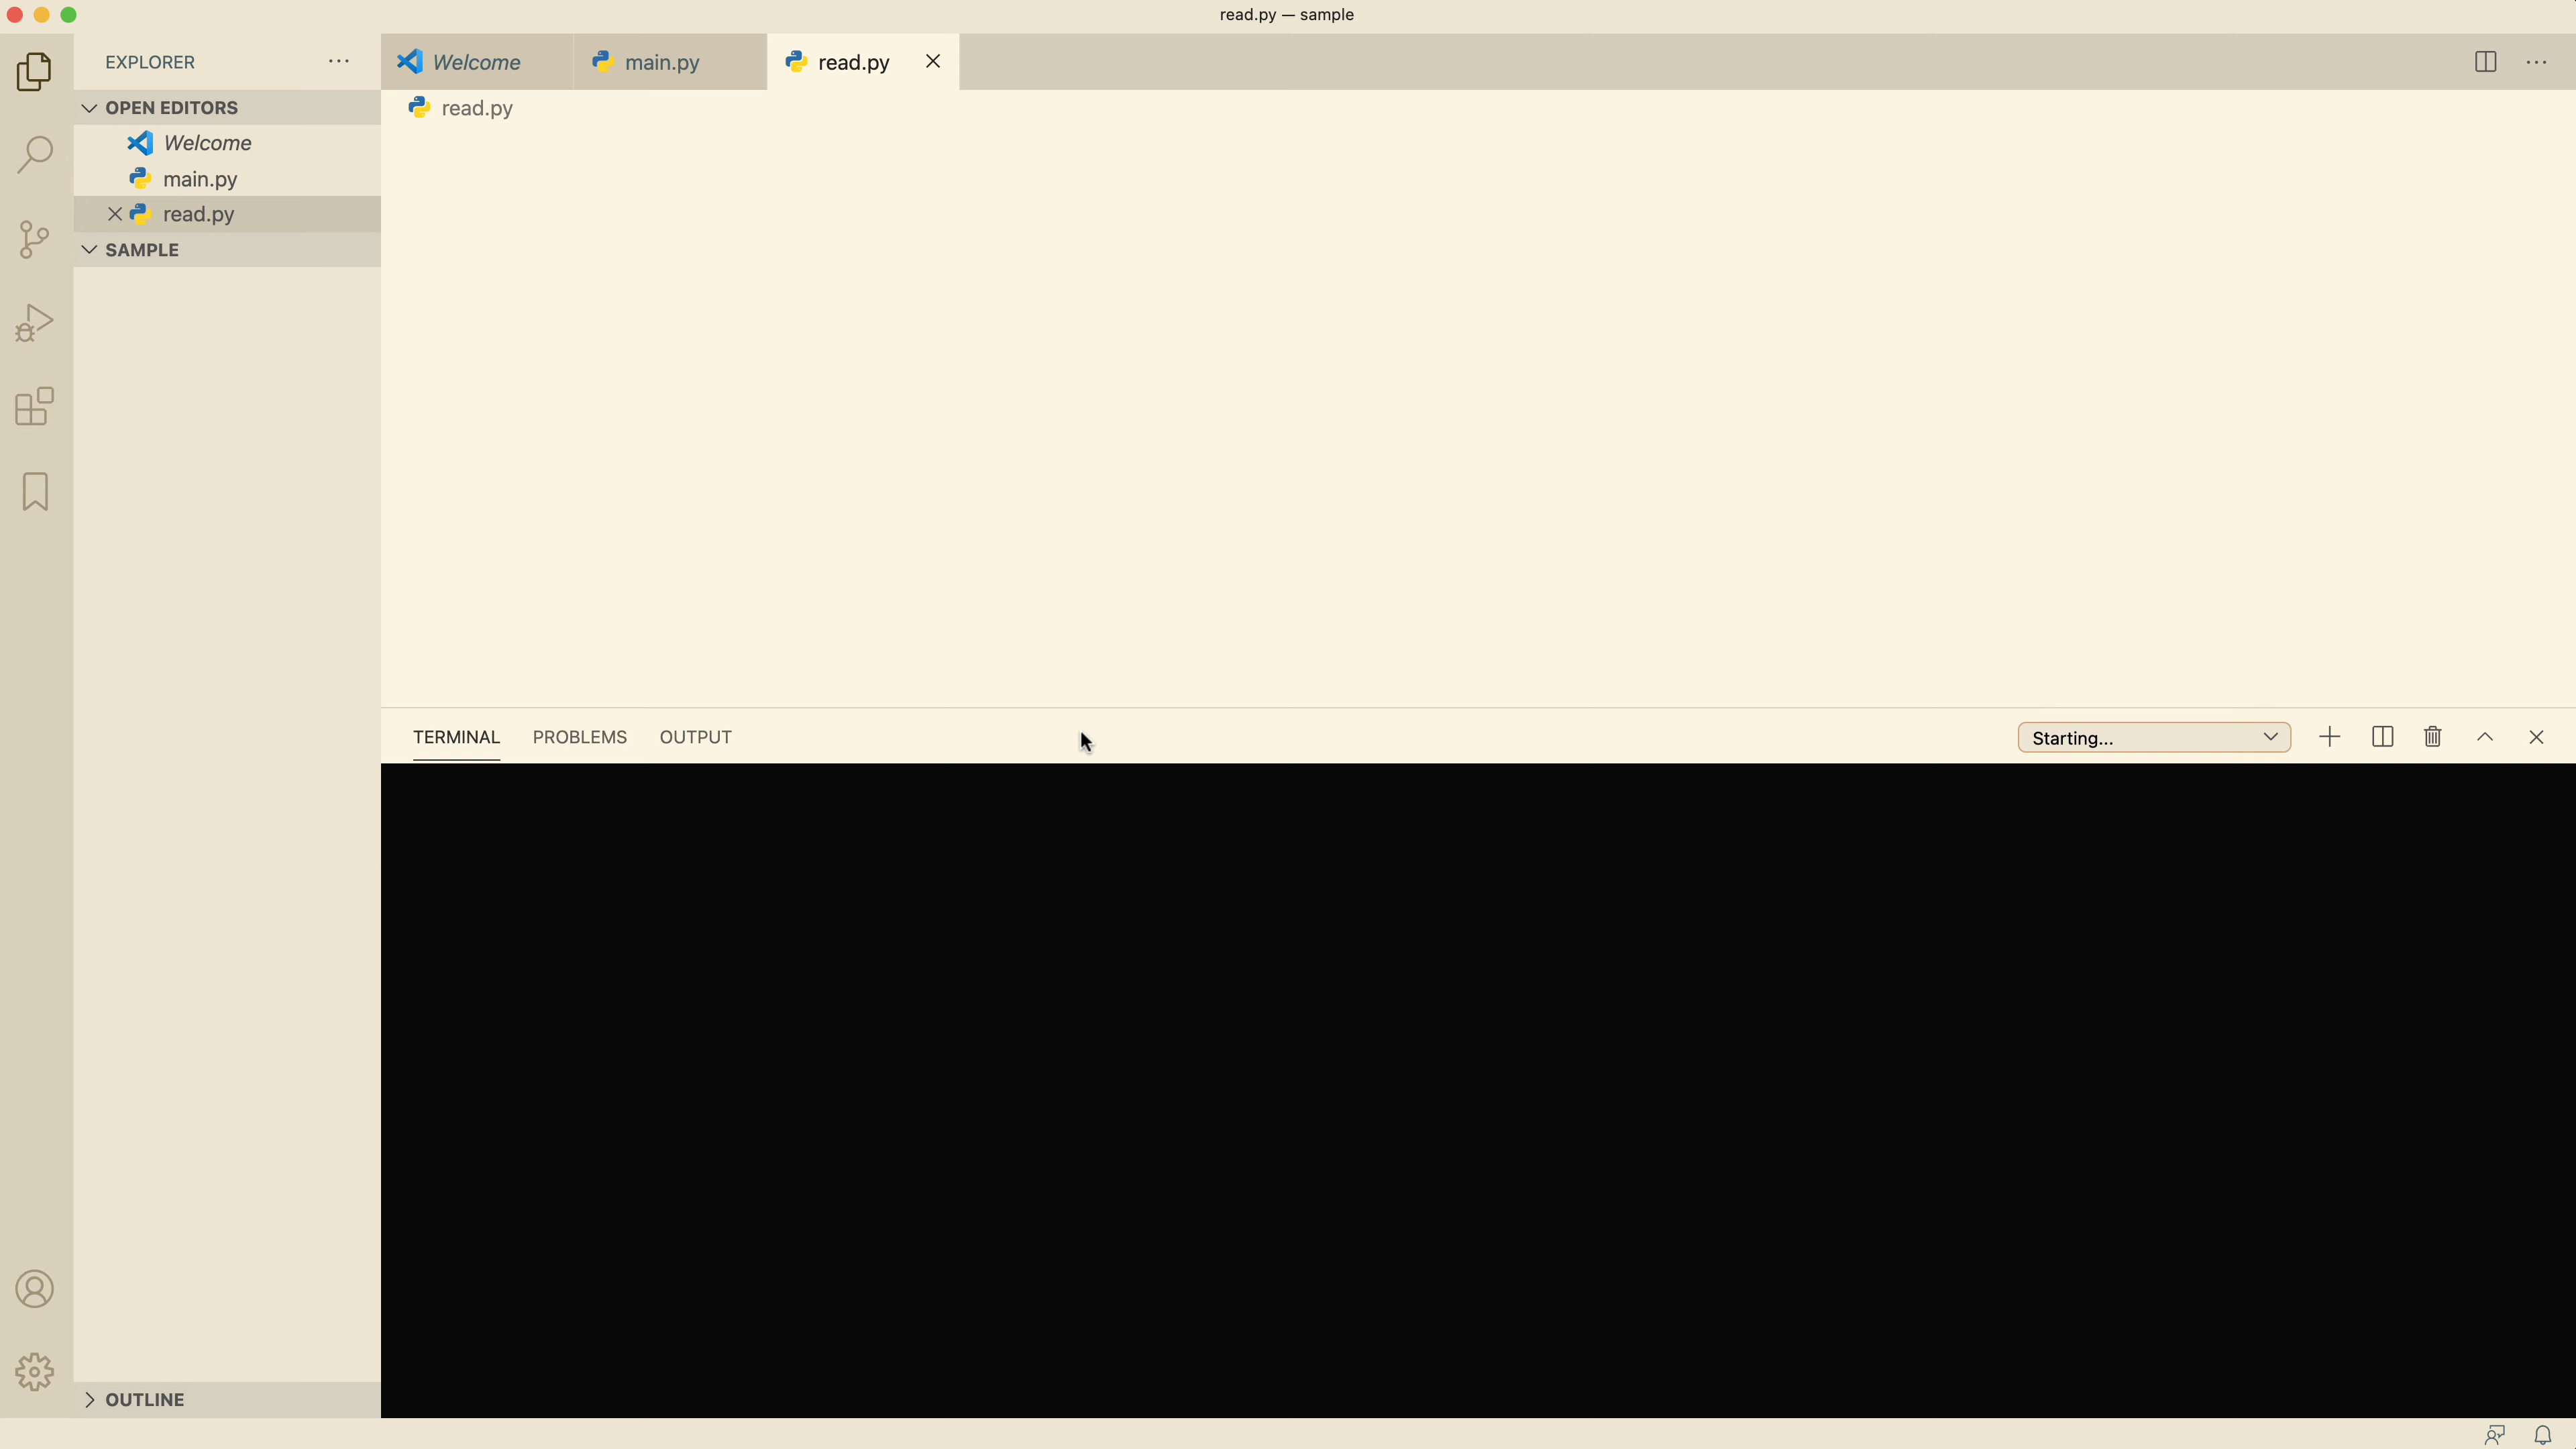 read.py — sample
EXPLORER
Welcome
main.py
read.py
OPEN EDITORS
Welcome
main.py
read.py
SAMPLE
read.py
TERMINAL PROBLEMS OUTPUT
Starting...
OUTLINE